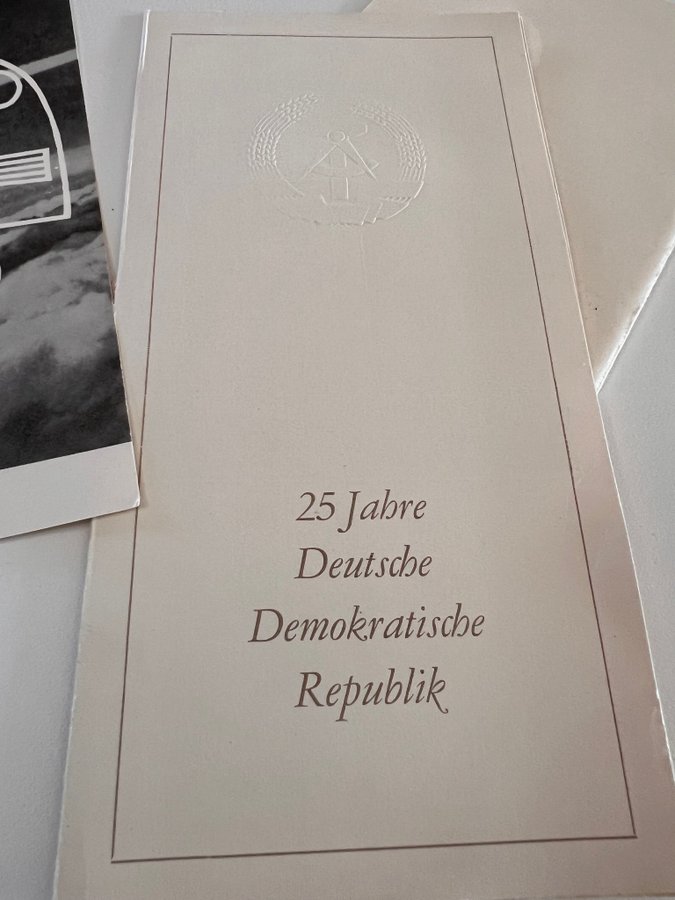 25 Jahre
Deutsche
Demokratische
Republik